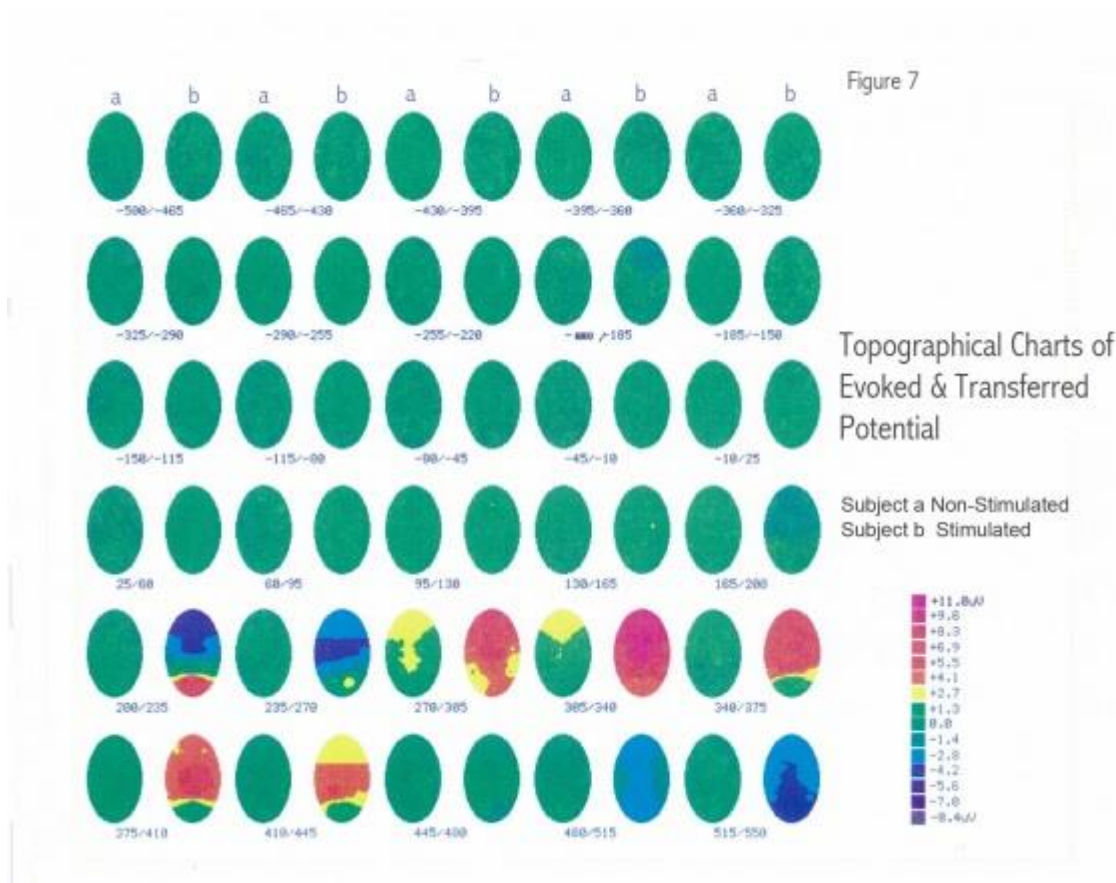 Figure 7
a b a b a b a b a b
-500/-465 -465/-430 -430/-395 -395/-360 -360/-325
-325/-290 -290/-255 -255/-220 /-185 -185/-150
Topographical Charts of
Evoked & Transferred
Potential
-150/-115 -115/-80 -80/-45 -45/-10 -10/25
Subject a Non-Stimulated
Subject b Stimulated
25/60 60/95 95/130 130/165 165/200
+11.0uV
+9.6
+8.3
+6.9
+5.5
+4.1
+2.7
+1.3
0.0
-1.4
-2.8
-4.2
-5.6
-7.0
-8.4uV
200/235 235/270 270/305 305/340 340/375
375/410 410/445 445/480 480/515 515/550